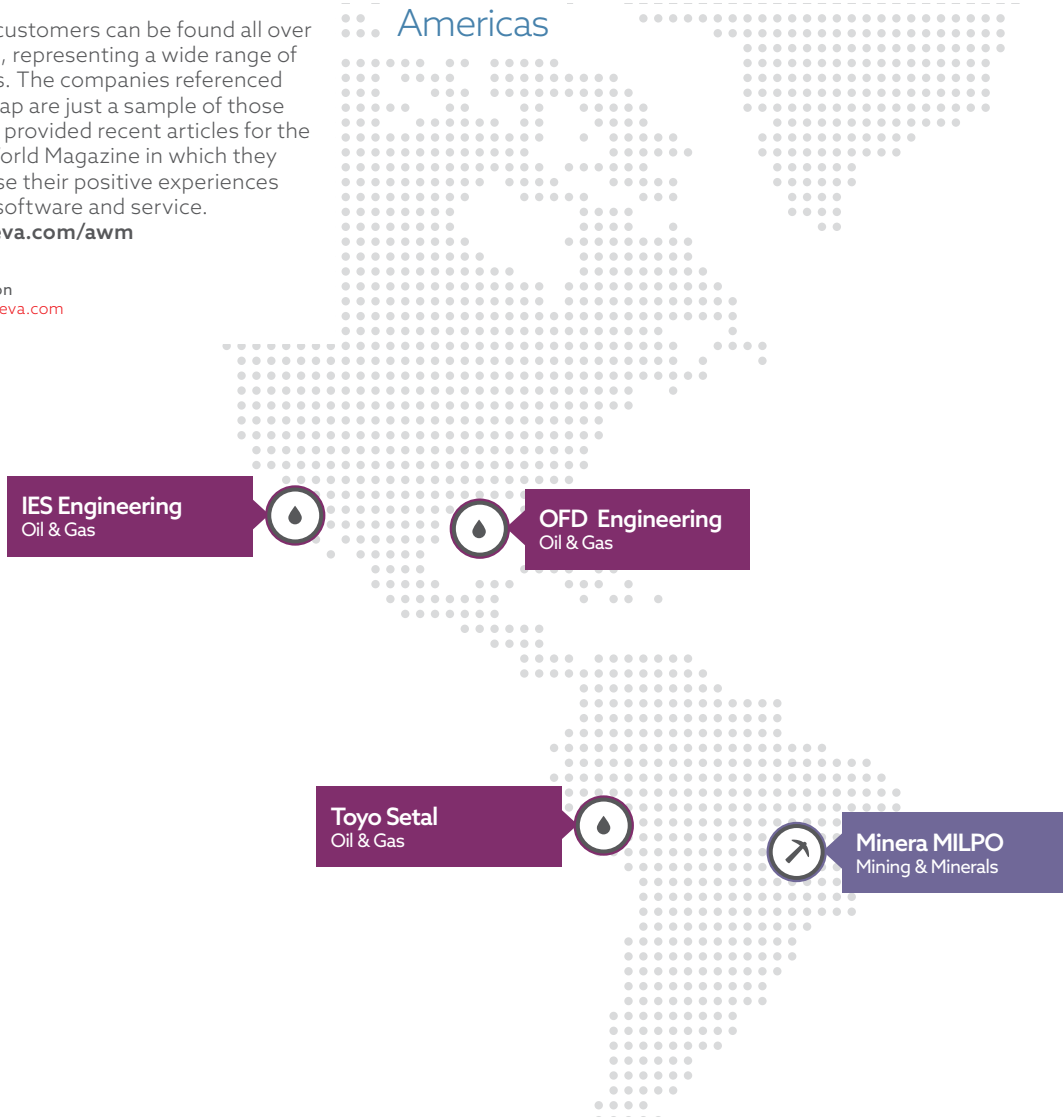 customers can be found all over
, representing a wide range of
s. The companies referenced
ap are just a sample of those
provided recent articles for the
orld Magazine in which they
se their positive experiences
software and service.
eva.com/awm
on
eva.com
Americas
IES Engineering
Oil & Gas
OFD Engineering
Oil & Gas
Toyo Setal
Oil & Gas
Minera MILPO
Mining & Minerals